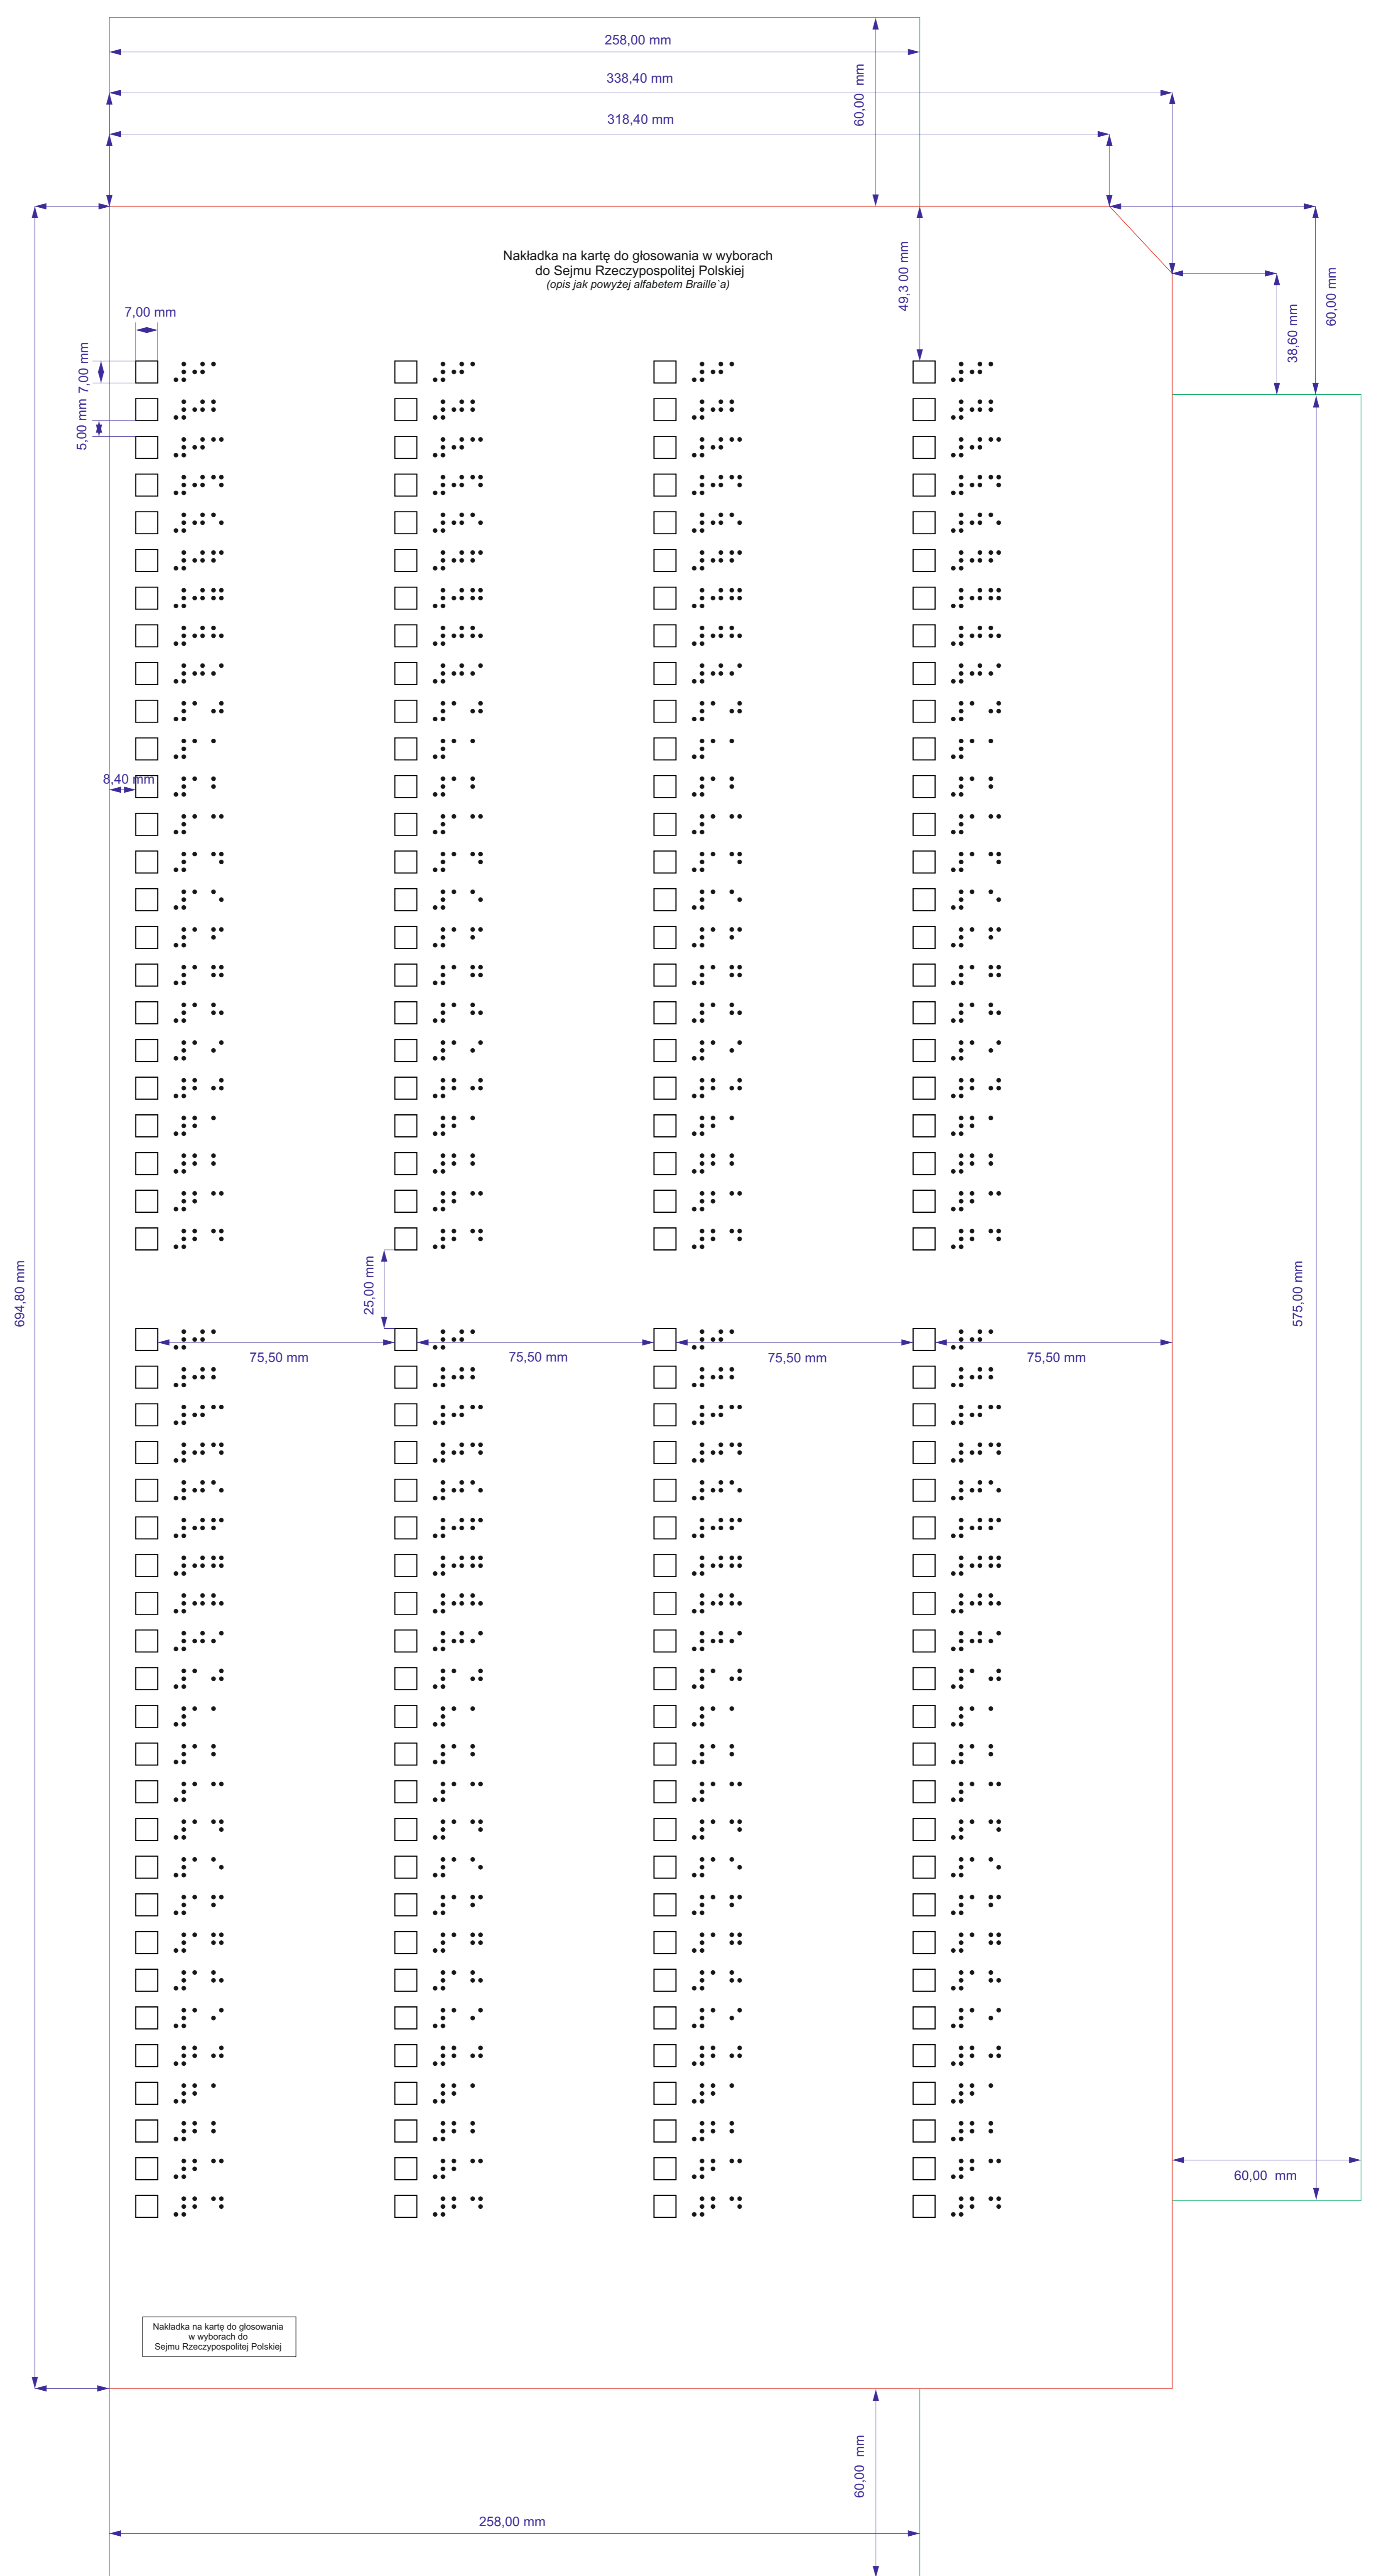 258,00 mm
338,40 mm
318,40 mm
60,00 mm
Nakładka na kartę do głosowania w wyborach
do Sejmu Rzeczypospolitej Polskiej
(opis jak powyżej alfabetem Braille`a)
49,3 00 mm
60,00 mm
38,60 mm
7,00 mm
7,00 mm
5,00 mm
⠼⠚⠁ ⠼⠚⠁ ⠼⠚⠁ ⠼⠚⠁
⠼⠚⠃ ⠼⠚⠃ ⠼⠚⠃ ⠼⠚⠃
⠼⠚⠉ ⠼⠚⠉ ⠼⠚⠉ ⠼⠚⠉
⠼⠚⠙ ⠼⠚⠙ ⠼⠚⠙ ⠼⠚⠙
⠼⠚⠑ ⠼⠚⠑ ⠼⠚⠑ ⠼⠚⠑
⠼⠚⠋ ⠼⠚⠋ ⠼⠚⠋ ⠼⠚⠋
⠼⠚⠛ ⠼⠚⠛ ⠼⠚⠛ ⠼⠚⠛
⠼⠚⠓ ⠼⠚⠓ ⠼⠚⠓ ⠼⠚⠓
⠼⠚⠊ ⠼⠚⠊ ⠼⠚⠊ ⠼⠚⠊
⠼⠁⠚ ⠼⠁⠚ ⠼⠁⠚ ⠼⠁⠚
⠼⠁⠁ ⠼⠁⠁ ⠼⠁⠁ ⠼⠁⠁
8,40 mm
⠼⠁⠃ ⠼⠁⠃ ⠼⠁⠃ ⠼⠁⠃
⠼⠁⠉ ⠼⠁⠉ ⠼⠁⠉ ⠼⠁⠉
⠼⠁⠙ ⠼⠁⠙ ⠼⠁⠙ ⠼⠁⠙
⠼⠁⠑ ⠼⠁⠑ ⠼⠁⠑ ⠼⠁⠑
⠼⠁⠋ ⠼⠁⠋ ⠼⠁⠋ ⠼⠁⠋
⠼⠁⠛ ⠼⠁⠛ ⠼⠁⠛ ⠼⠁⠛
⠼⠁⠓ ⠼⠁⠓ ⠼⠁⠓ ⠼⠁⠓
⠼⠁⠊ ⠼⠁⠊ ⠼⠁⠊ ⠼⠁⠊
⠼⠃⠚ ⠼⠃⠚ ⠼⠃⠚ ⠼⠃⠚
⠼⠃⠁ ⠼⠃⠁ ⠼⠃⠁ ⠼⠃⠁
⠼⠃⠃ ⠼⠃⠃ ⠼⠃⠃ ⠼⠃⠃
⠼⠃⠉ ⠼⠃⠉ ⠼⠃⠉ ⠼⠃⠉
⠼⠃⠙ ⠼⠃⠙ ⠼⠃⠙ ⠼⠃⠙
694,80 mm
25,00 mm
575,00 mm
⠼⠚⠁ ⠼⠚⠁ ⠼⠚⠁ ⠼⠚⠁
75,50 mm 75,50 mm 75,50 mm 75,50 mm
⠼⠚⠃ ⠼⠚⠃ ⠼⠚⠃ ⠼⠚⠃
⠼⠚⠉ ⠼⠚⠉ ⠼⠚⠉ ⠼⠚⠉
⠼⠚⠙ ⠼⠚⠙ ⠼⠚⠙ ⠼⠚⠙
⠼⠚⠑ ⠼⠚⠑ ⠼⠚⠑ ⠼⠚⠑
⠼⠚⠋ ⠼⠚⠋ ⠼⠚⠋ ⠼⠚⠋
⠼⠚⠛ ⠼⠚⠛ ⠼⠚⠛ ⠼⠚⠛
⠼⠚⠓ ⠼⠚⠓ ⠼⠚⠓ ⠼⠚⠓
⠼⠚⠊ ⠼⠚⠊ ⠼⠚⠊ ⠼⠚⠊
⠼⠁⠚ ⠼⠁⠚ ⠼⠁⠚ ⠼⠁⠚
⠼⠁⠁ ⠼⠁⠁ ⠼⠁⠁ ⠼⠁⠁
⠼⠁⠃ ⠼⠁⠃ ⠼⠁⠃ ⠼⠁⠃
⠼⠁⠉ ⠼⠁⠉ ⠼⠁⠉ ⠼⠁⠉
⠼⠁⠙ ⠼⠁⠙ ⠼⠁⠙ ⠼⠁⠙
⠼⠁⠑ ⠼⠁⠑ ⠼⠁⠑ ⠼⠁⠑
⠼⠁⠋ ⠼⠁⠋ ⠼⠁⠋ ⠼⠁⠋
⠼⠁⠛ ⠼⠁⠛ ⠼⠁⠛ ⠼⠁⠛
⠼⠁⠓ ⠼⠁⠓ ⠼⠁⠓ ⠼⠁⠓
⠼⠁⠊ ⠼⠁⠊ ⠼⠁⠊ ⠼⠁⠊
⠼⠃⠚ ⠼⠃⠚ ⠼⠃⠚ ⠼⠃⠚
⠼⠃⠁ ⠼⠃⠁ ⠼⠃⠁ ⠼⠃⠁
⠼⠃⠃ ⠼⠃⠃ ⠼⠃⠃ ⠼⠃⠃
⠼⠃⠉ ⠼⠃⠉ ⠼⠃⠉ ⠼⠃⠉
60,00 mm
⠼⠃⠙ ⠼⠃⠙ ⠼⠃⠙ ⠼⠃⠙
Nakładka na kartę do głosowania
w wyborach do
Sejmu Rzeczypospolitej Polskiej
60,00 mm
258,00 mm